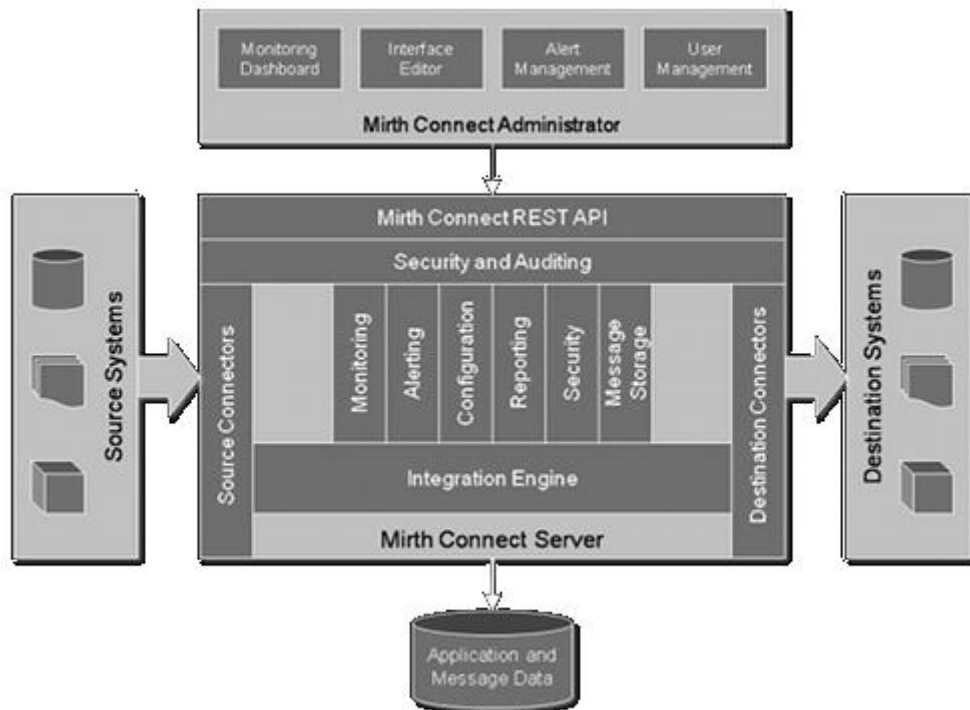 Monitoring
Dashboard
Interface
Editor
Alert
Management
User
Management
Mirth Connect Administrator
Mirth Connect REST API
Security and Auditing
Source Systems
Source Connectors
Monitoring
Alerting
Configuration
Reporting
Security
Message
Storage
Destination Connectors
Destination Systems
Integration Engine
Mirth Connect Server
Application and
Message Data